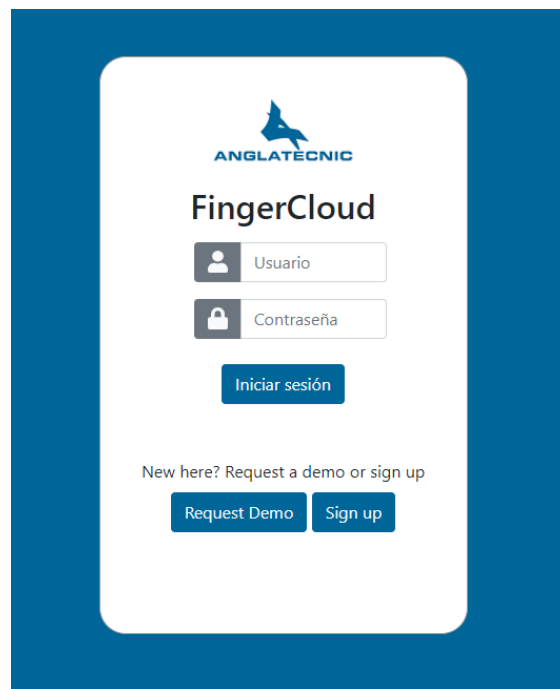 ANGLATECNIC
FingerCloud
Usuario
Contraseña
Iniciar sesión
New here? Request a demo or sign up
Request Demo Sign up